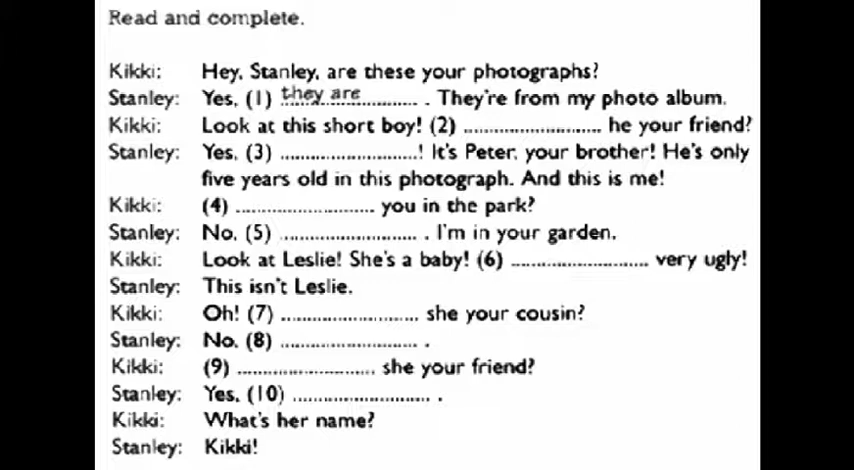 Read and complete.
Kikki: Hey, Stanley, are these your photographs?
Stanley: Yes, (1) they are .............. . They're from my photo album.
Kikki: Look at this short boy! (2) .............................. he your friend?
Stanley: Yes, (3) ..............................! It's Peter, your brother! He's only
five years old in this photograph. And this is me!
Kikki: (4) .............................. you in the park?
Stanley: No, (5) .............................. . I'm in your garden.
Kikki: Look at Leslie! She's a baby! (6) .............................. very ugly!
Stanley: This isn't Leslie.
Kikki: Oh! (7) .............................. she your cousin?
Stanley: No. (8) .............................. .
Kikki: (9) .............................. she your friend?
Stanley: Yes, (10) .............................. .
Kikki: What's her name?
Stanley: Kikki!